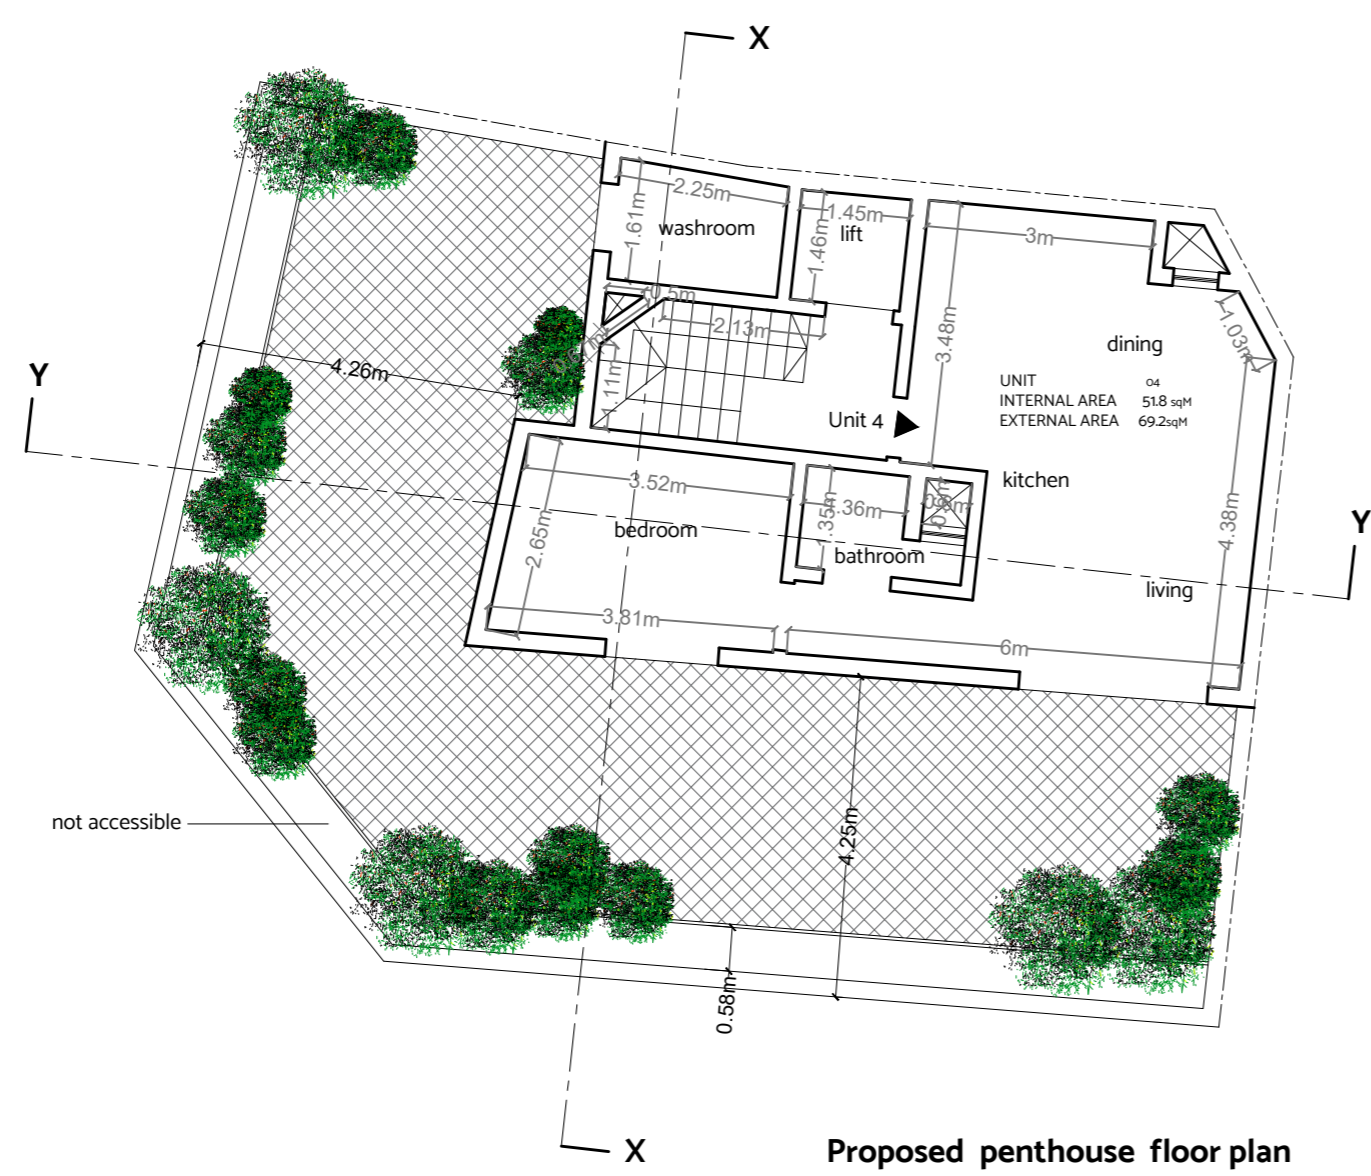 X
2.25m
1.61m
washroom
1.45m
1.46m
lift
3m
0.5m
2.13m
3.48m
dining
1.03m
4.26m
Y
1.11m
UNIT 04
INTERNAL AREA 51.8 sqM
EXTERNAL AREA 69.2sqM
Unit 4
kitchen
3.52m
1.35m
.36m
4.38m
Y
2.65m
bedroom
bathroom
living
3.81m
6m
not accessible
4.25m
0.58m
X
Proposed penthouse floor plan